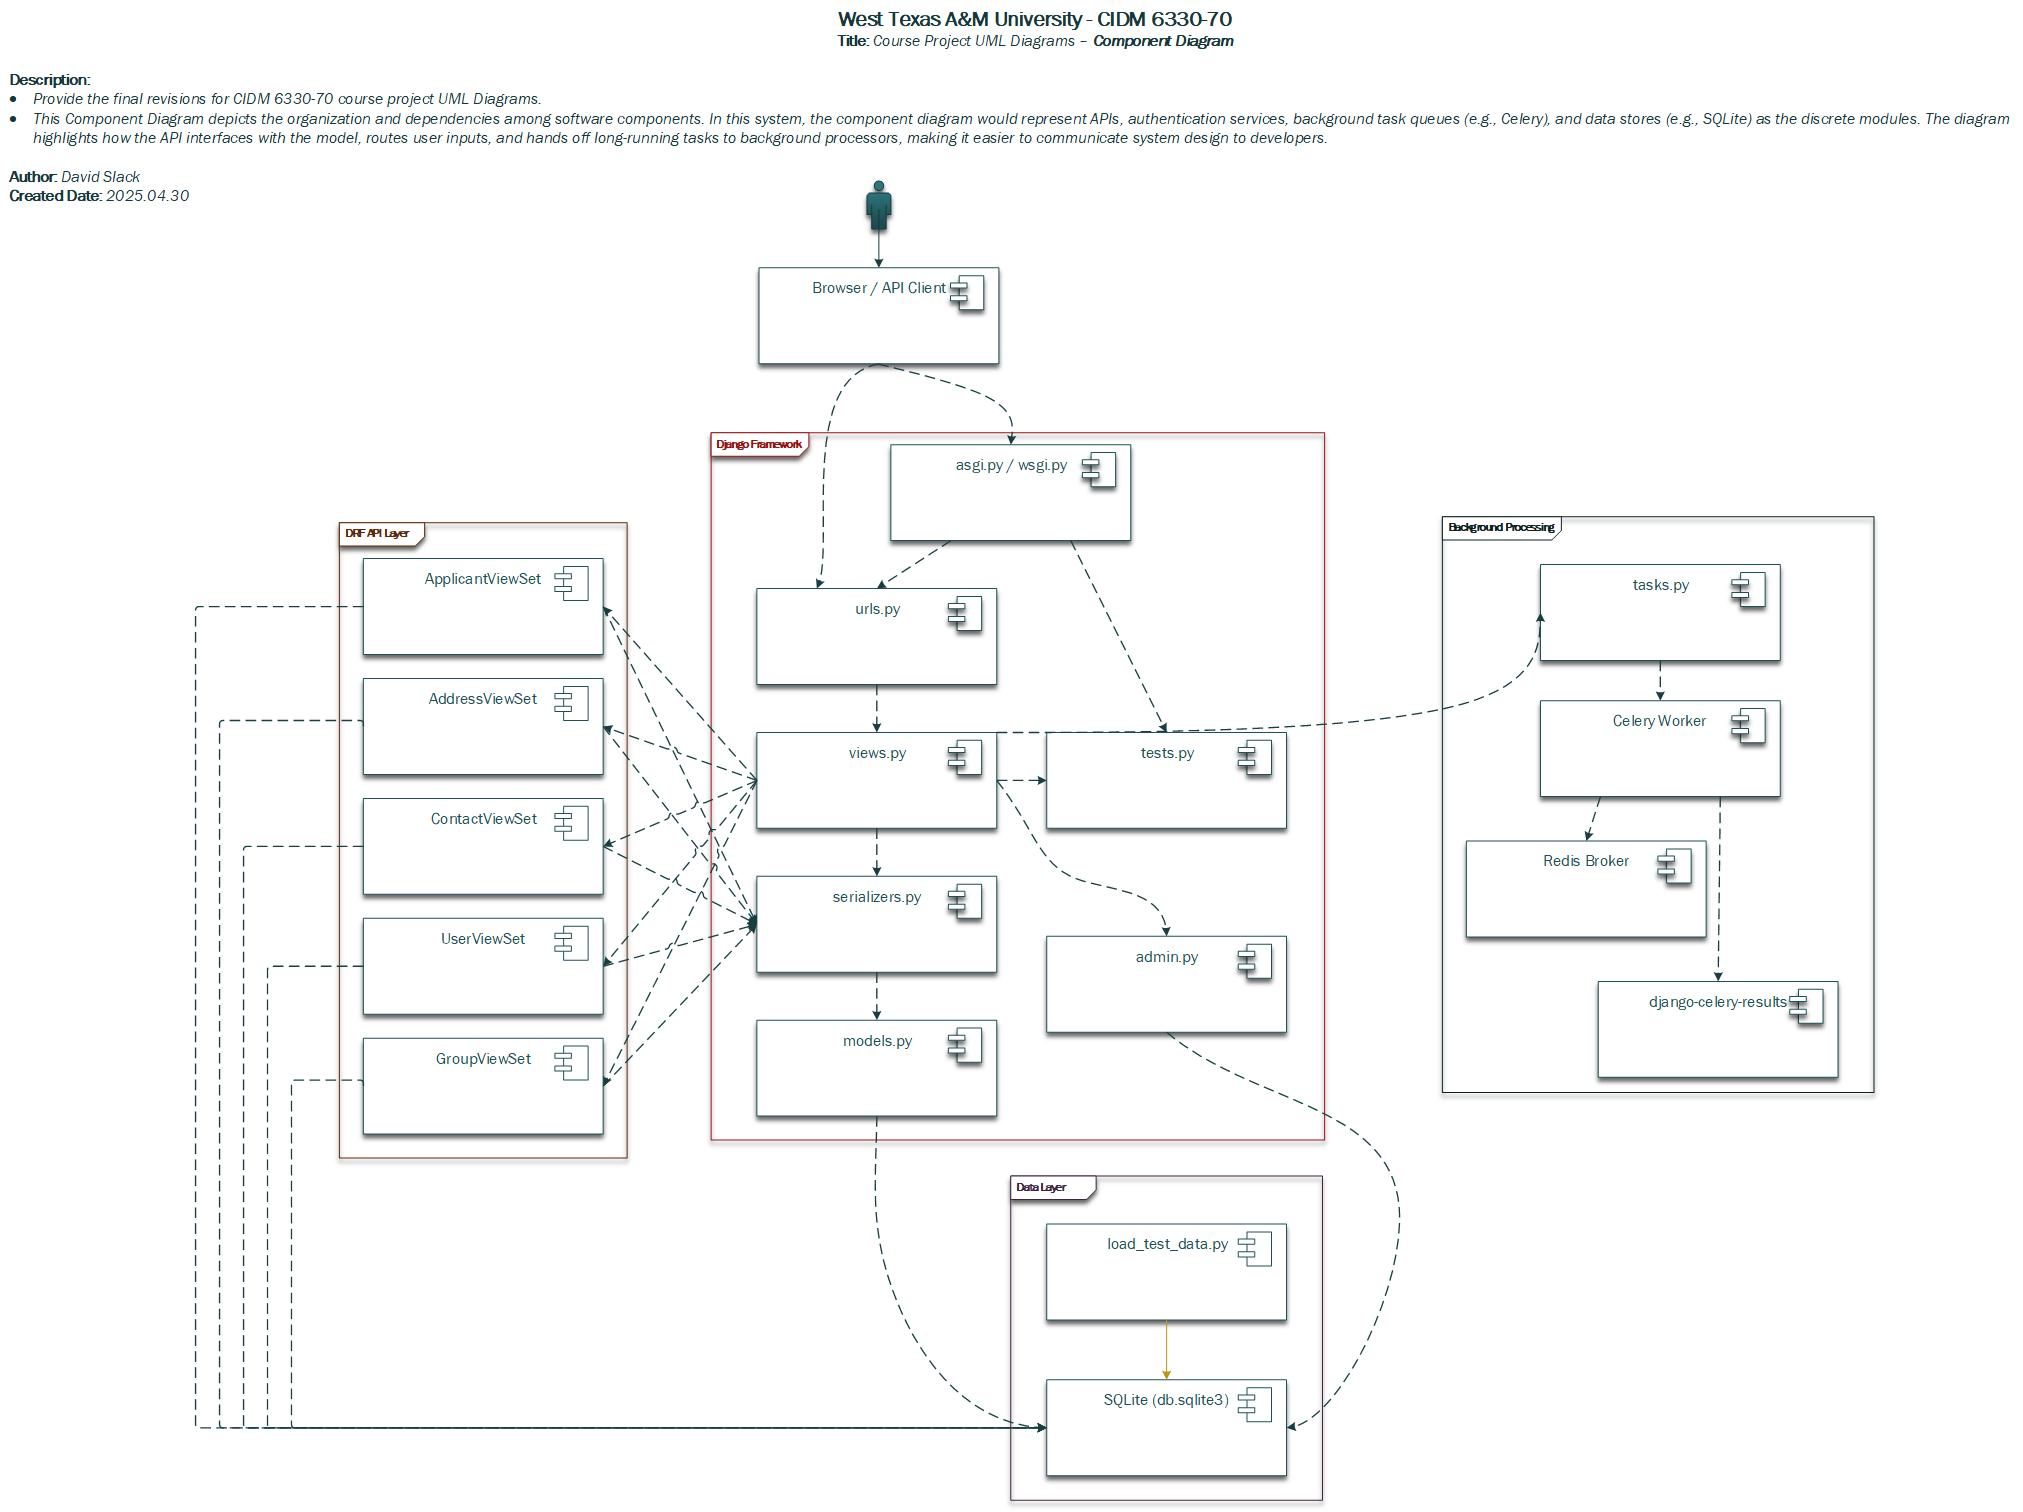 West Texas A&M University - CIDM 6330-70
Title: Course Project UML Diagrams – Component Diagram
Description:
• Provide the final revisions for CIDM 6330-70 course project UML Diagrams.
• This Component Diagram depicts the organization and dependencies among software components. In this system, the component diagram would represent APIs, authentication services, background task queues (e.g., Celery), and data stores (e.g., SQLite) as the discrete modules. The diagram
highlights how the API interfaces with the model, routes user inputs, and hands off long-running tasks to background processors, making it easier to communicate system design to developers.
Author: David Slack
Created Date: 2025.04.30
Browser / API Client
Django Framework
asgi.py / wsgi.py
urls.py
views.py
tests.py
serializers.py
admin.py
models.py
DRF API Layer
ApplicantViewSet
AddressViewSet
ContactViewSet
UserViewSet
GroupViewSet
Background Processing
tasks.py
Celery Worker
Redis Broker
django-celery-results
Data Layer
load_test_data.py
SQLite (db.sqlite3)